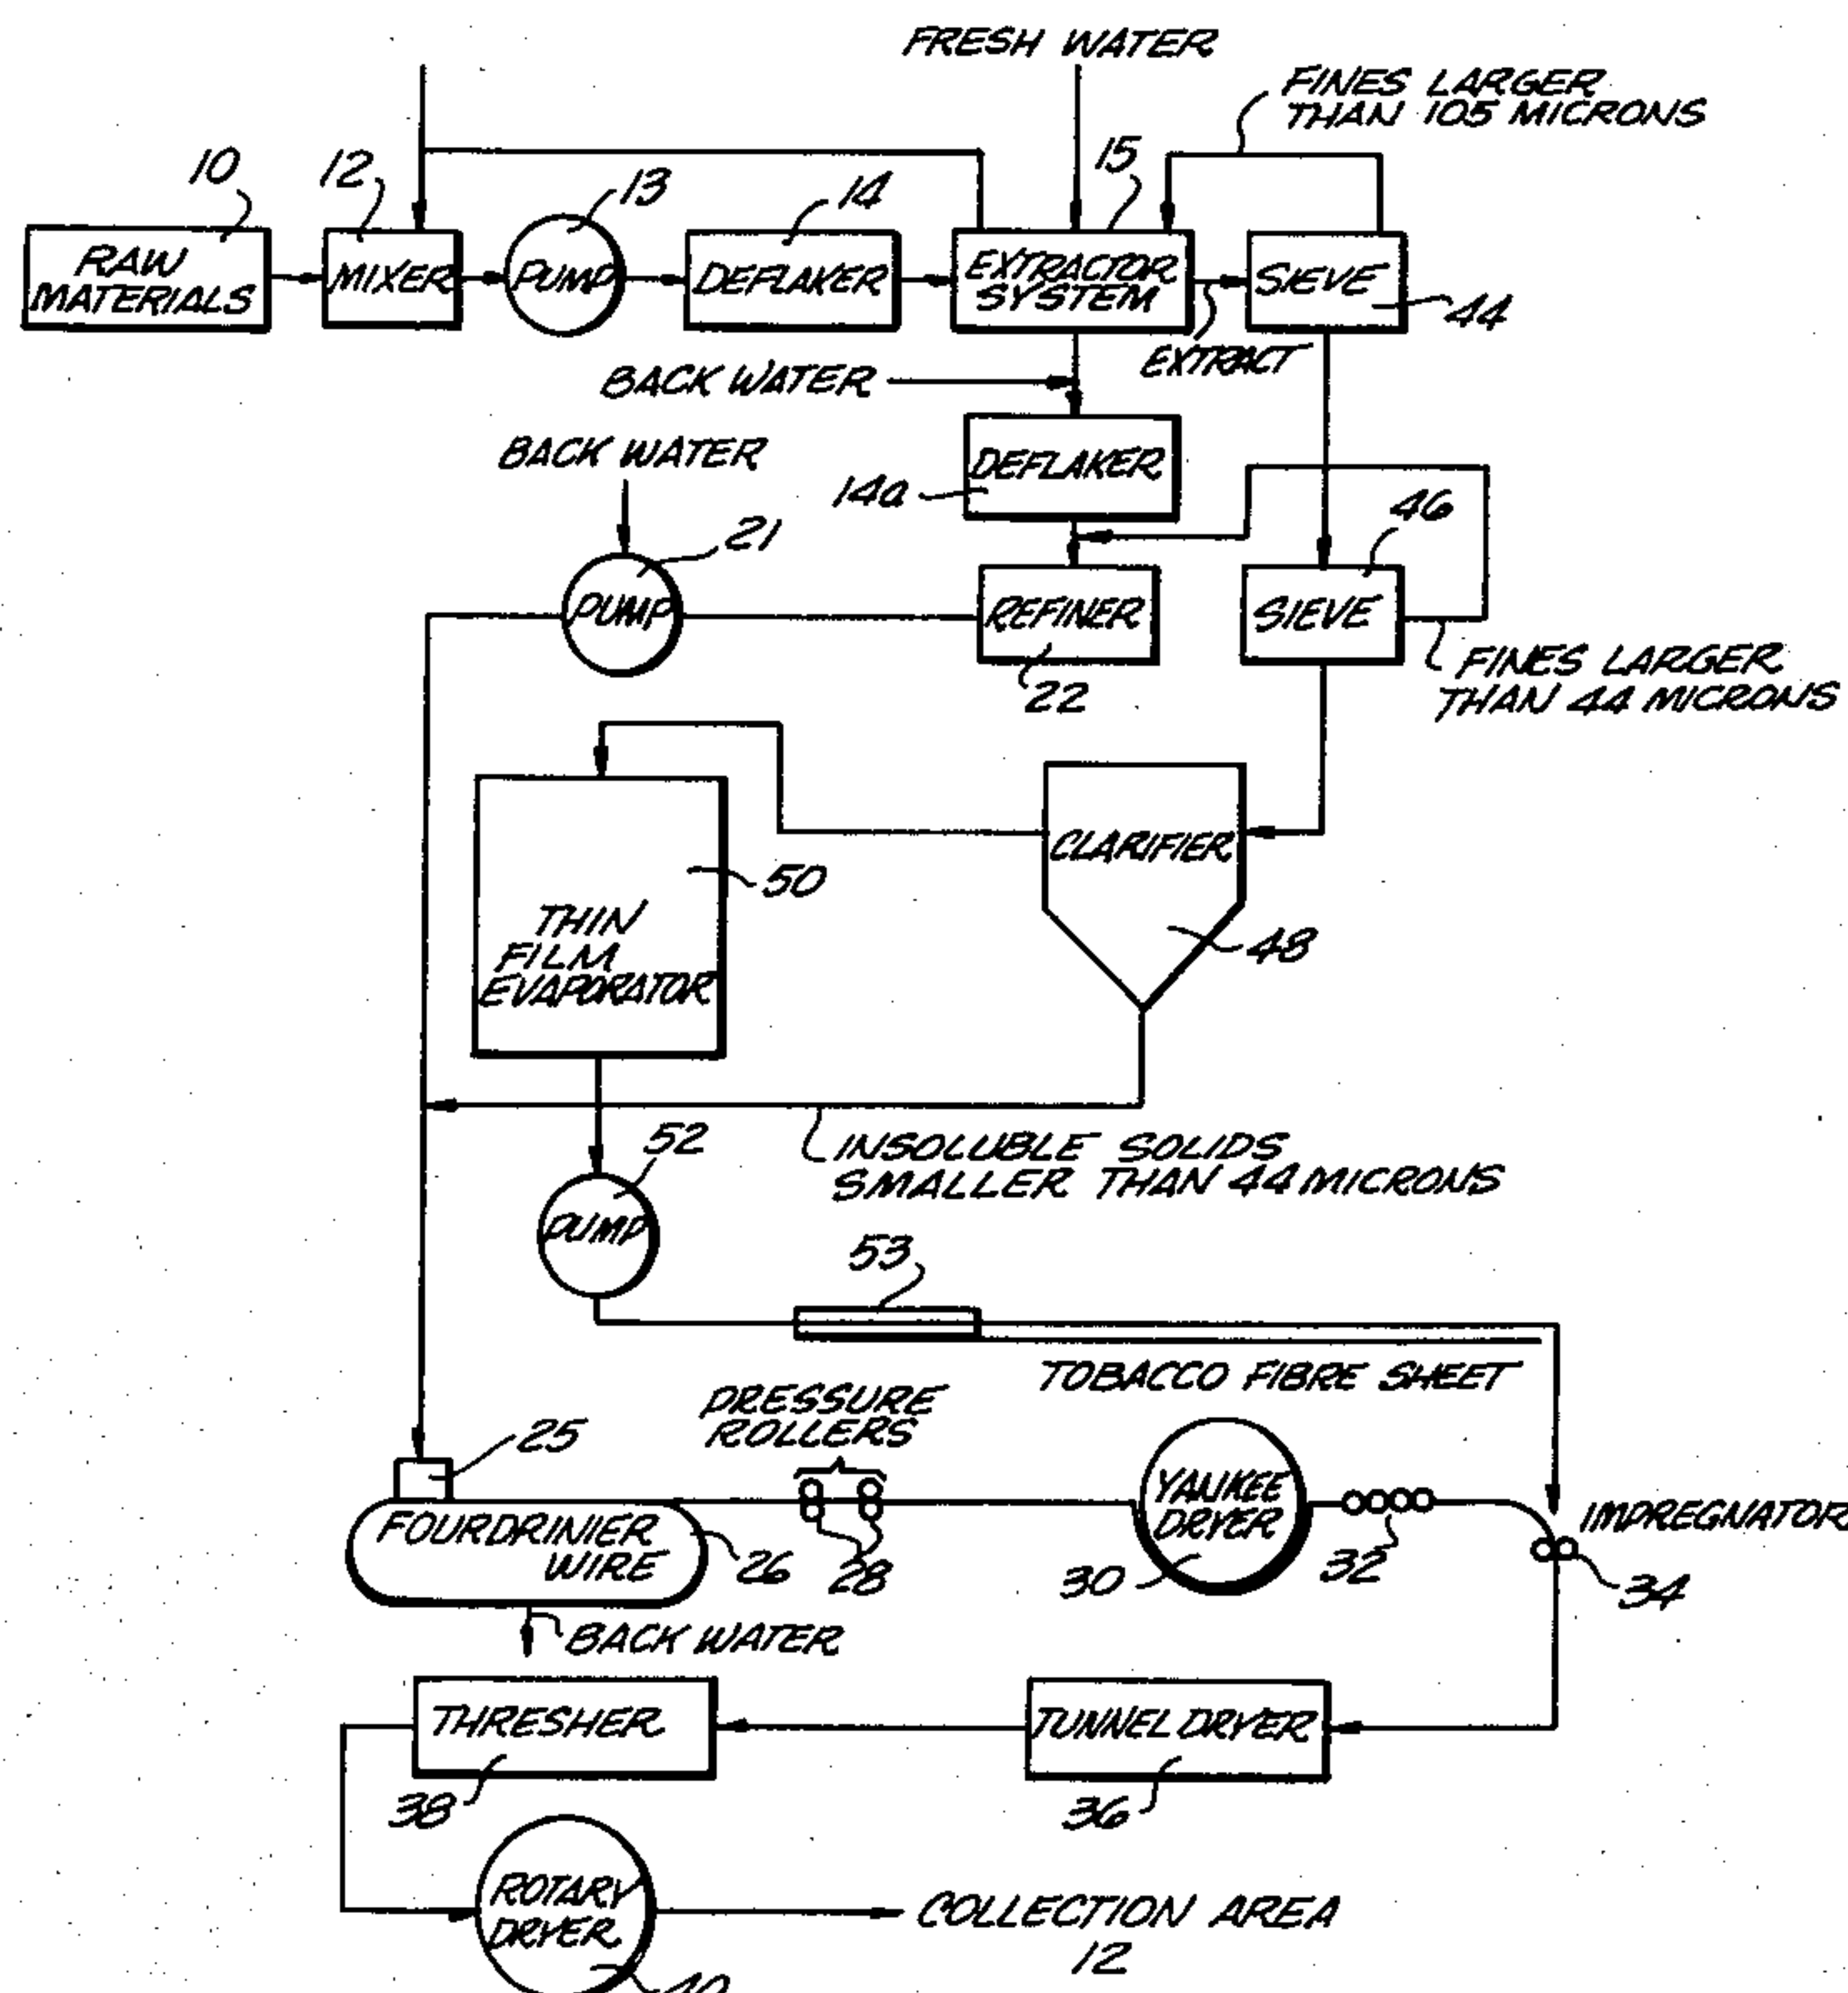 FRESH WATER
FINES LARGER
THAN 105 MICRONS
10
12
13
14
15
RAW
MATERIALS
MIXER
PUMP
DEFLAKER
EXTRACTOR
SYSTEM
SIEVE
44
EXTRACT
BACK WATER
DEFLAKER
14a
BACK WATER
21
46
PUMP
REFINER
SIEVE
22
FINES LARGER
THAN 44 MICRONS
CLARIFIER
50
THIN
FILM
EVAPORATOR
48
52
INSOLUBLE SOLIDS
SMALLER THAN 44 MICRONS
PUMP
53
TOBACCO FIBRE SHEET
PRESSURE
ROLLERS
25
YANKEE
DRYER
IMPREGNATOR
FOURDRINIER
WIRE
26
28
30
32
34
BACK WATER
THRESHER
TUNNEL DRYER
38
36
ROTARY
DRYER
COLLECTION AREA
12
40